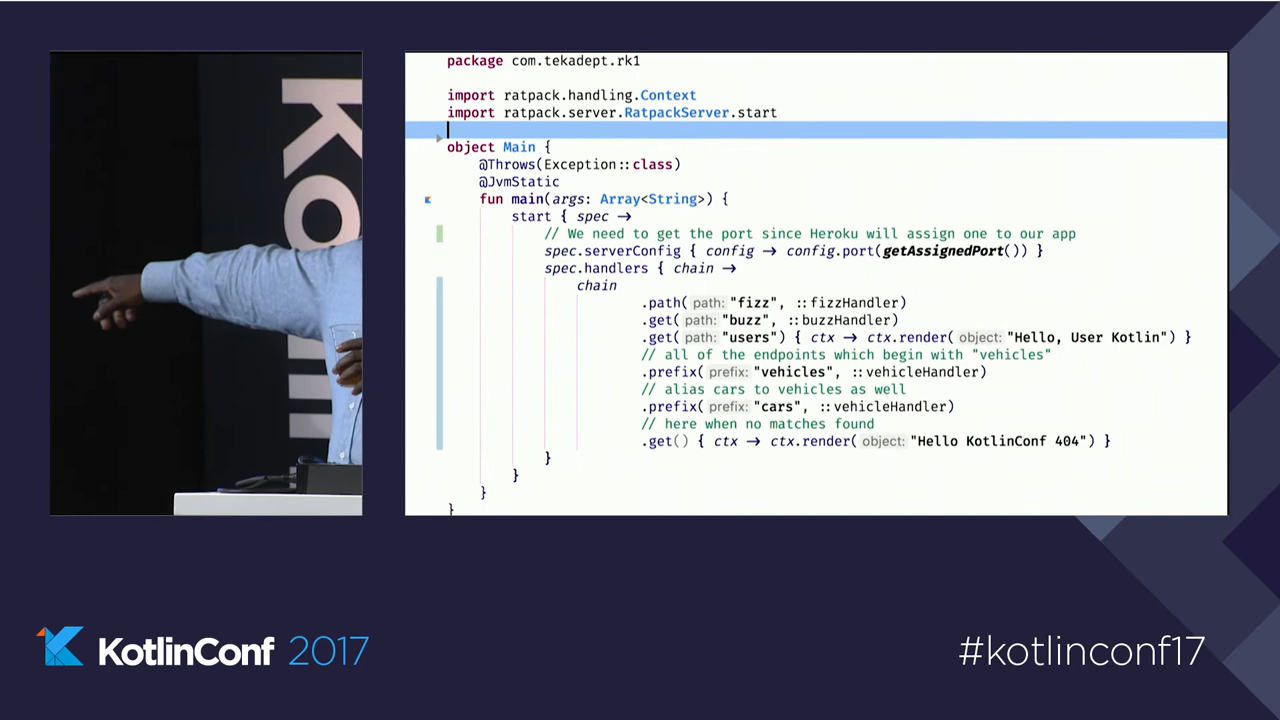 Kotlin
package com.tekadept.rk1
import ratpack.handling.Context
import ratpack.server.RatpackServer.start
object Main {
@Throws(Exception::class)
@JvmStatic
fun main(args: Array<String>) {
start { spec →
// We need to get the port since Heroku will assign one to our app
spec.serverConfig { config → config.port(getAssignedPort()) }
spec.handlers { chain →
chain
.path( path: "fizz", ::fizzHandler)
.get( path: "buzz", ::buzzHandler)
.get( path: "users") { ctx → ctx.render( object: "Hello, User Kotlin") }
// all of the endpoints which begin with "vehicles"
.prefix( prefix: "vehicles", ::vehicleHandler)
// alias cars to vehicles as well
.prefix( prefix: "cars", ::vehicleHandler)
// here when no matches found
.get() { ctx → ctx.render( object: "Hello KotlinConf 404") }
}
}
}
}
KotlinConf 2017
#kotlinconf17